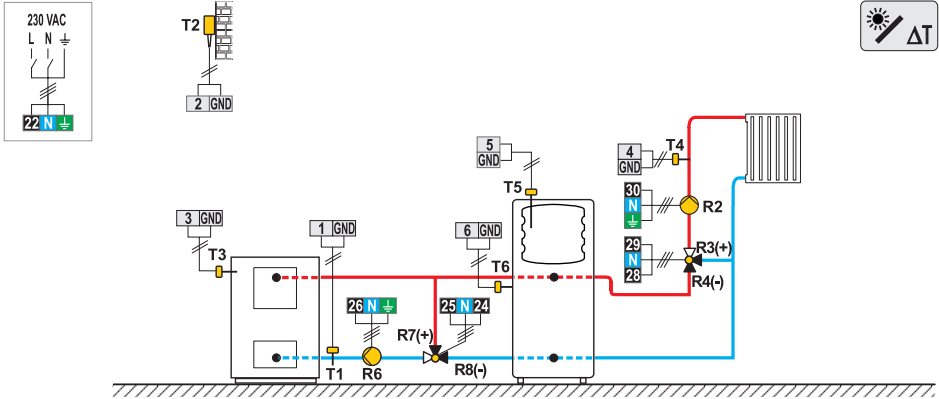 230 VAC
L N
22 N
T2
2 GND
ΔT
5
GND
T5
4
GND
T4
30
N
R2
29
N
28
R3(+)
R4(-)
3 GND
T3
1 GND
6 GND
T6
26 N
25 N 24
R7(+)
T1
R6
R8(-)